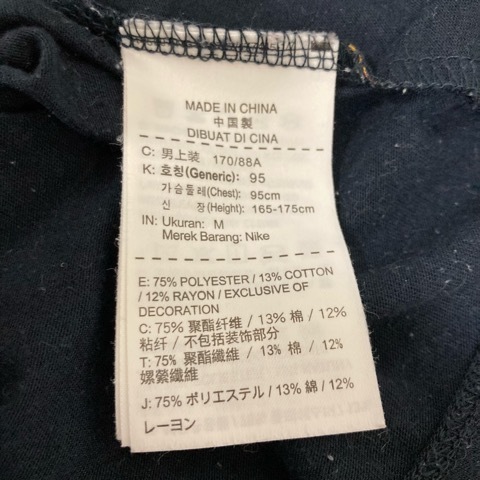 MADE IN CHINA
中国製
DIBUAT DI CINA
C: 男上装 170/88A
K: 호칭(Generic): 95
가슴둘레(Chest): 95cm
신 장(Height): 165-175cm
IN: Ukuran: M
Merek Barang: Nike
E: 75% POLYESTER / 13% COTTON
/ 12% RAYON / EXCLUSIVE OF
DECORATION
C: 75% 聚酯纤维 / 13% 棉 / 12%
粘纤 / 不包括装饰部分
T: 75% 聚酯纖維 / 13% 棉 / 12%
嫘縈纖維
J: 75% ポリエステル / 13% 綿 / 12%
レーヨン